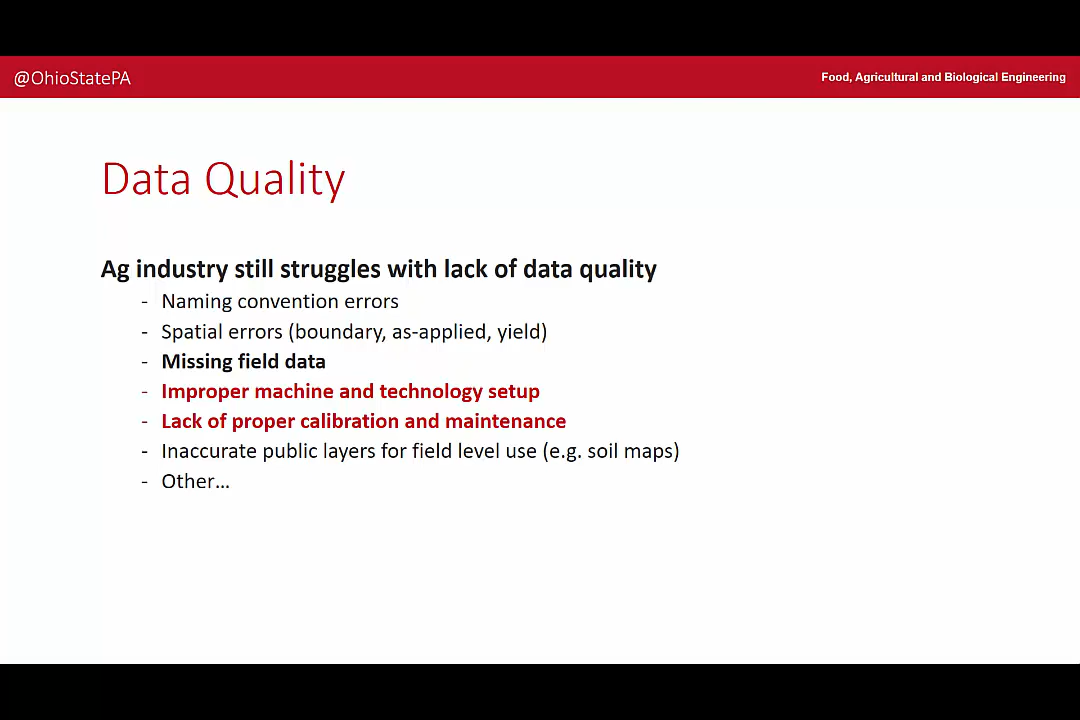 @OhioStatePA
Food, Agricultural and Biological Engineering
Data Quality
Ag industry still struggles with lack of data quality
- Naming convention errors
- Spatial errors (boundary, as-applied, yield)
- Missing field data
- Improper machine and technology setup
- Lack of proper calibration and maintenance
- Inaccurate public layers for field level use (e.g. soil maps)
- Other…